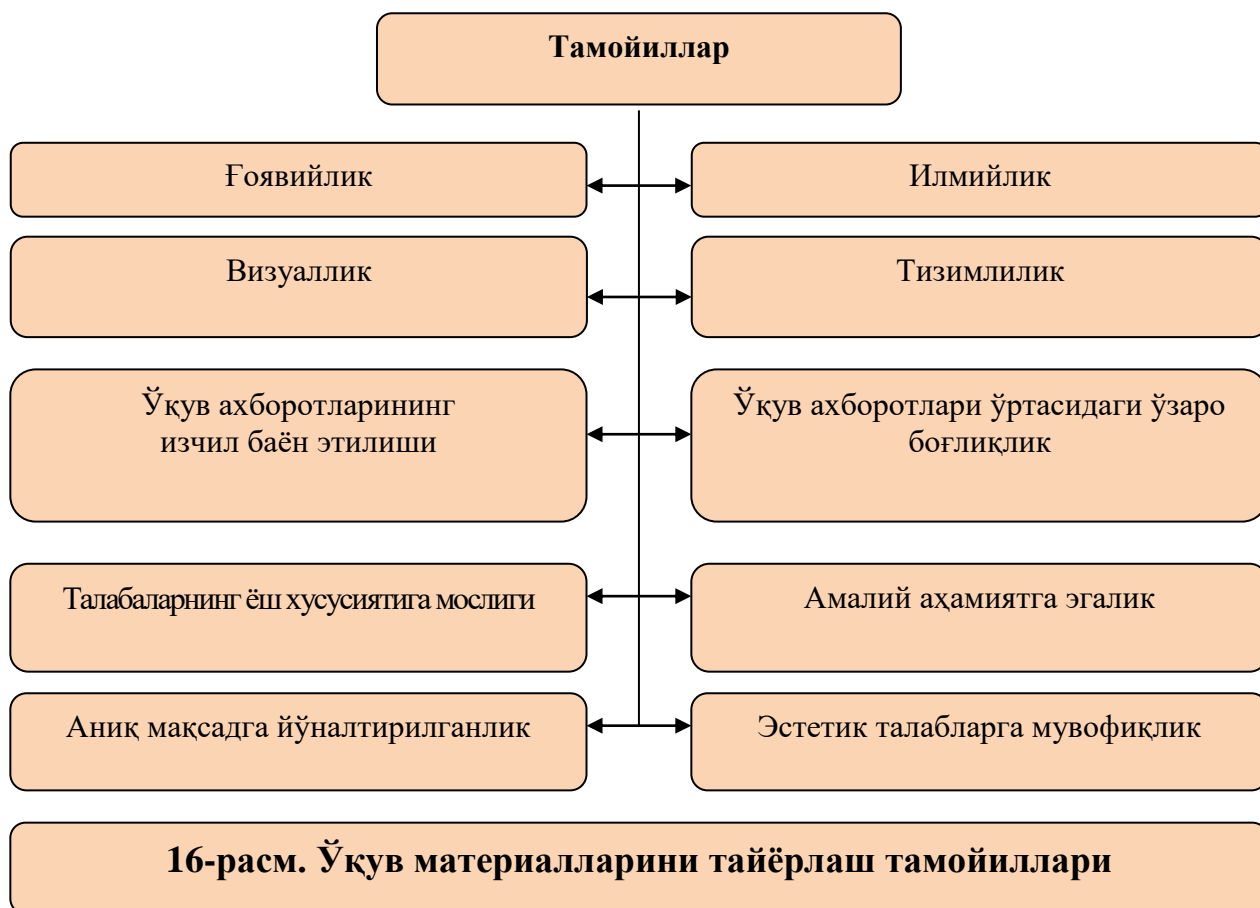 Тамойиллар
Ғоявийлик
Илмийлик
Визуаллик
Тизимлилик
Ўқув ахборотларининг
изчил баён этилиши
Ўқув ахборотлари ўртасидаги ўзаро
боғлиқлик
Талабаларнинг ёш хусусиятига мослиги
Амалий аҳамиятга эгалик
Аниқ мақсадга йўналтирилганлик
Эстетик талабларга мувофиқлик
16-расм. Ўқув материалларини тайёрлаш тамойиллари